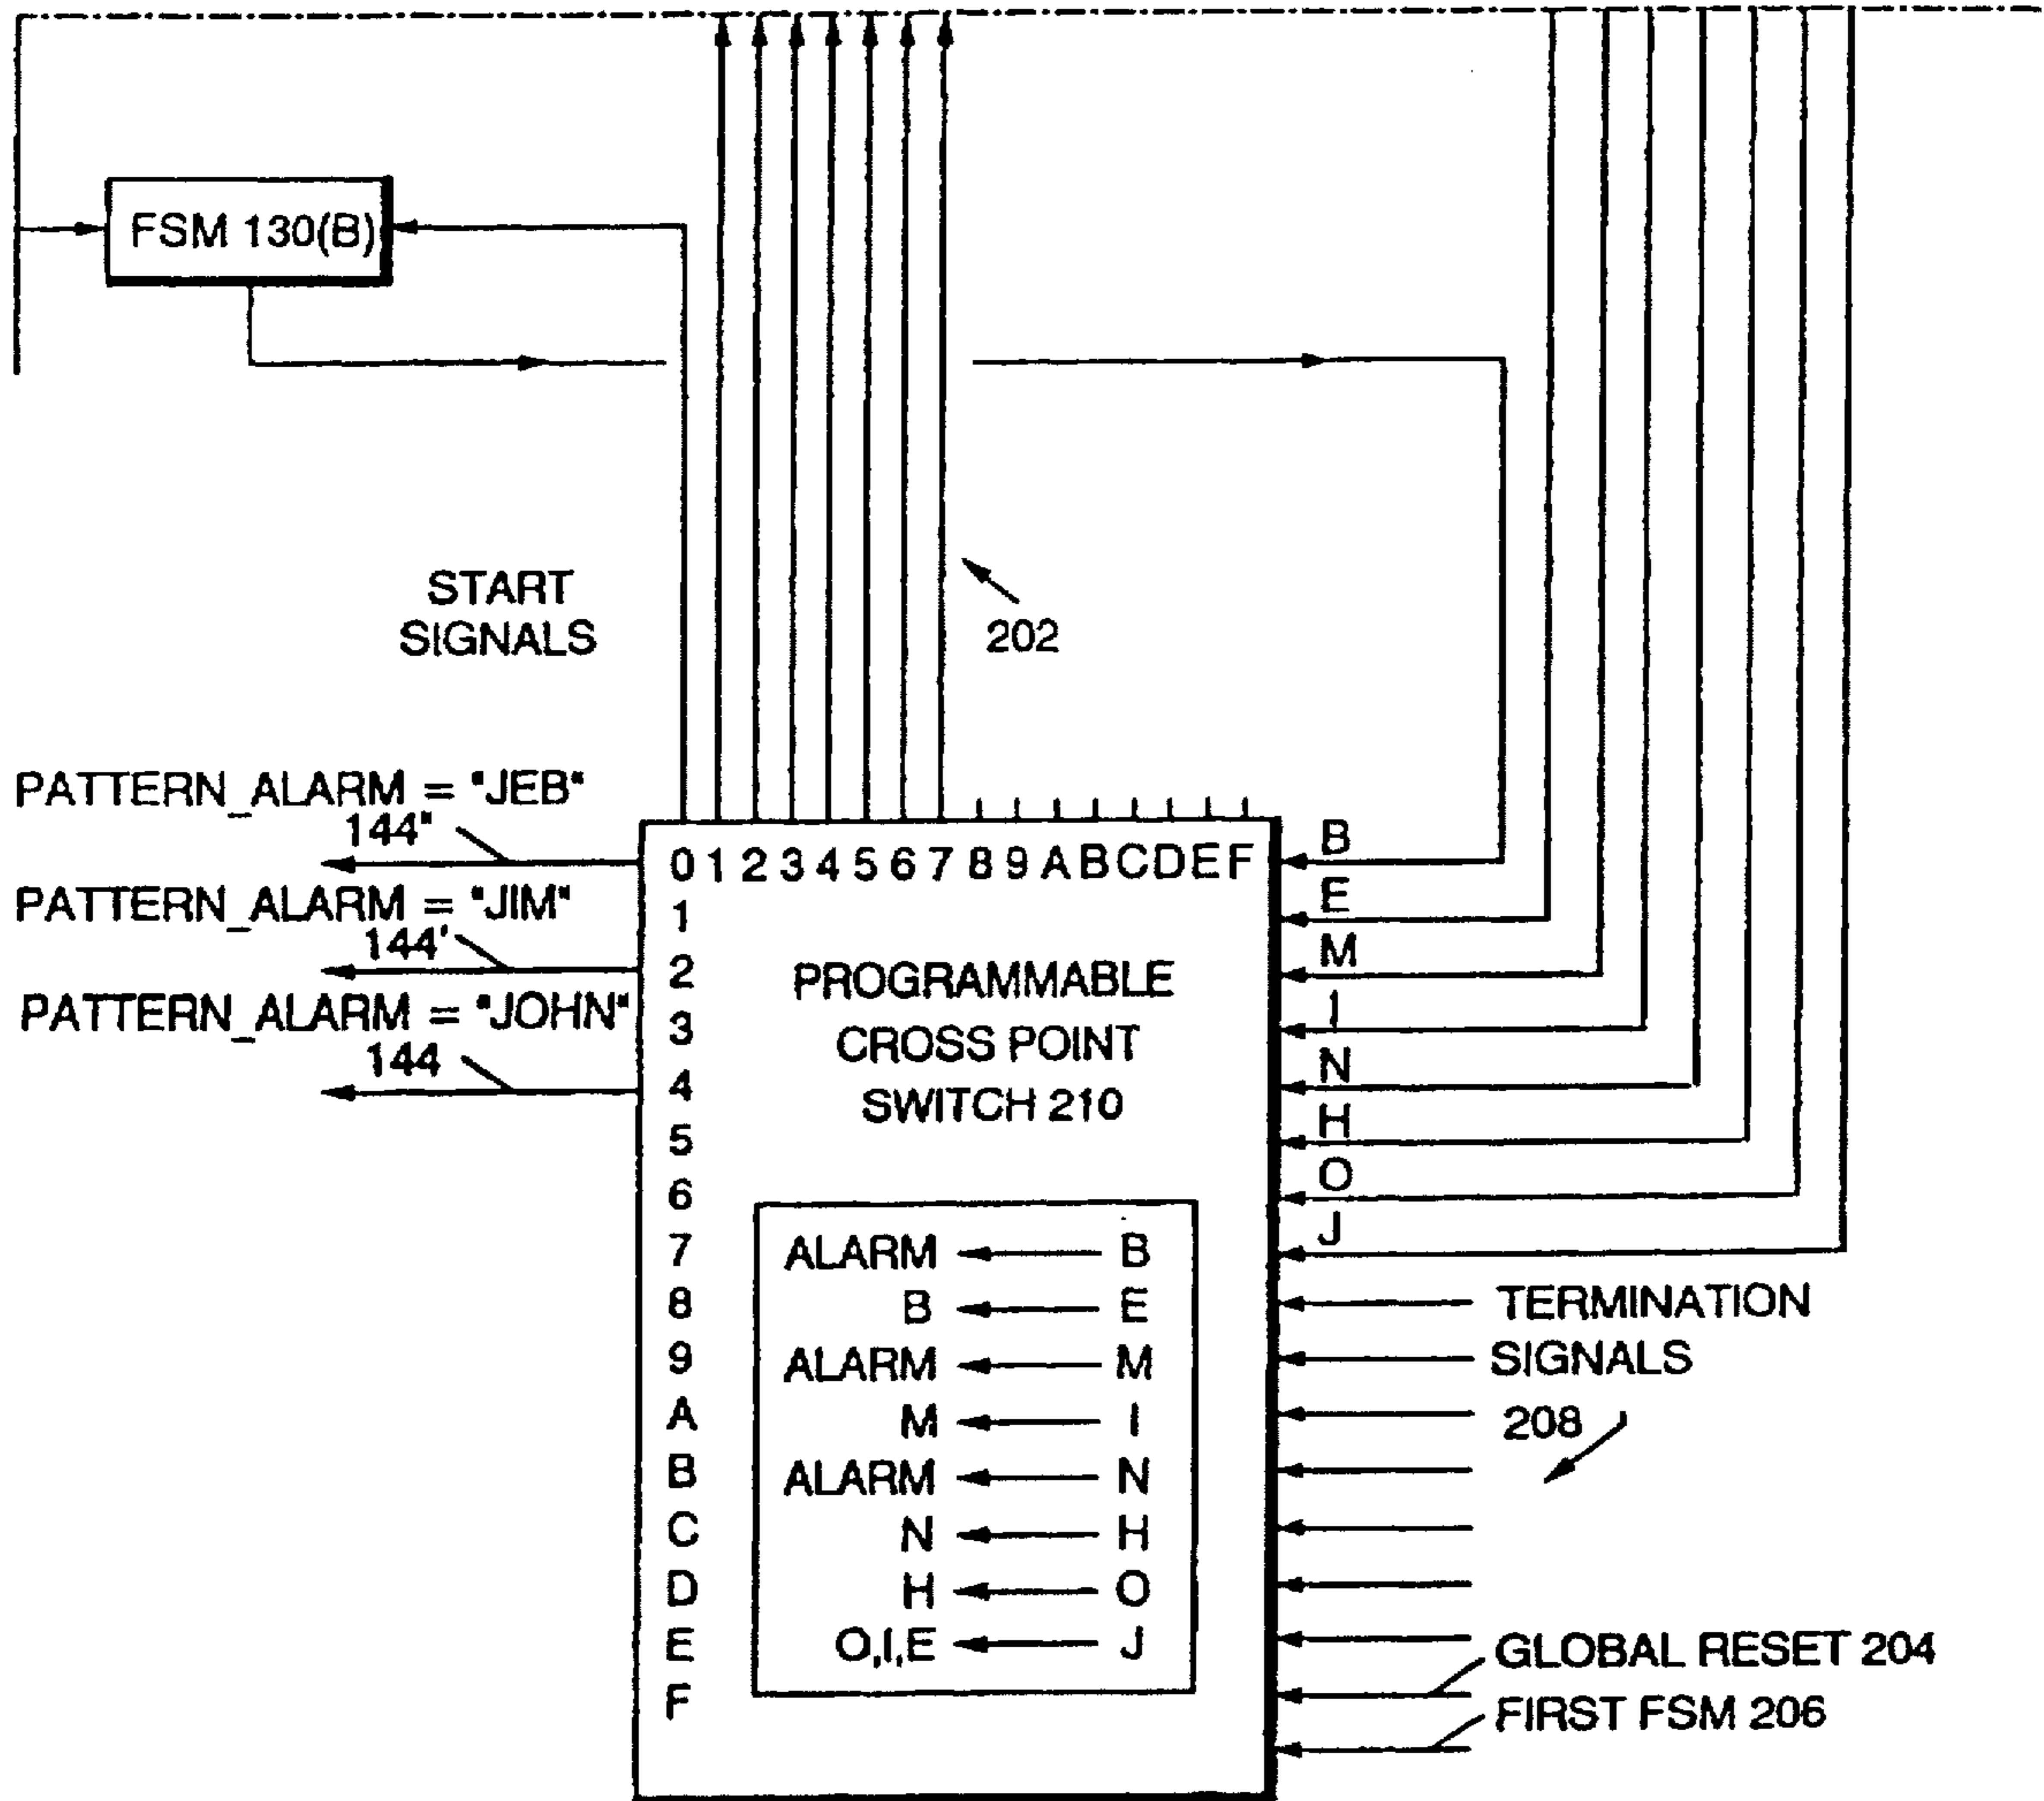 FSM 130(B)
START
SIGNALS
202
PATTERN_ALARM = "JEB"
144"
PATTERN_ALARM = "JIM"
144'
PATTERN_ALARM = "JOHN"
144
0 1 2 3 4 5 6 7 8 9 A B C D E F
1
2
3
4
5
6
7
8
9
A
B
C
D
E
F
PROGRAMMABLE
CROSS POINT
SWITCH 210
ALARM B
B E
ALARM M
M I
ALARM N
N H
H O
O,I,E J
B
E
M
I
N
H
O
J
TERMINATION
SIGNALS
208
GLOBAL RESET 204
FIRST FSM 206